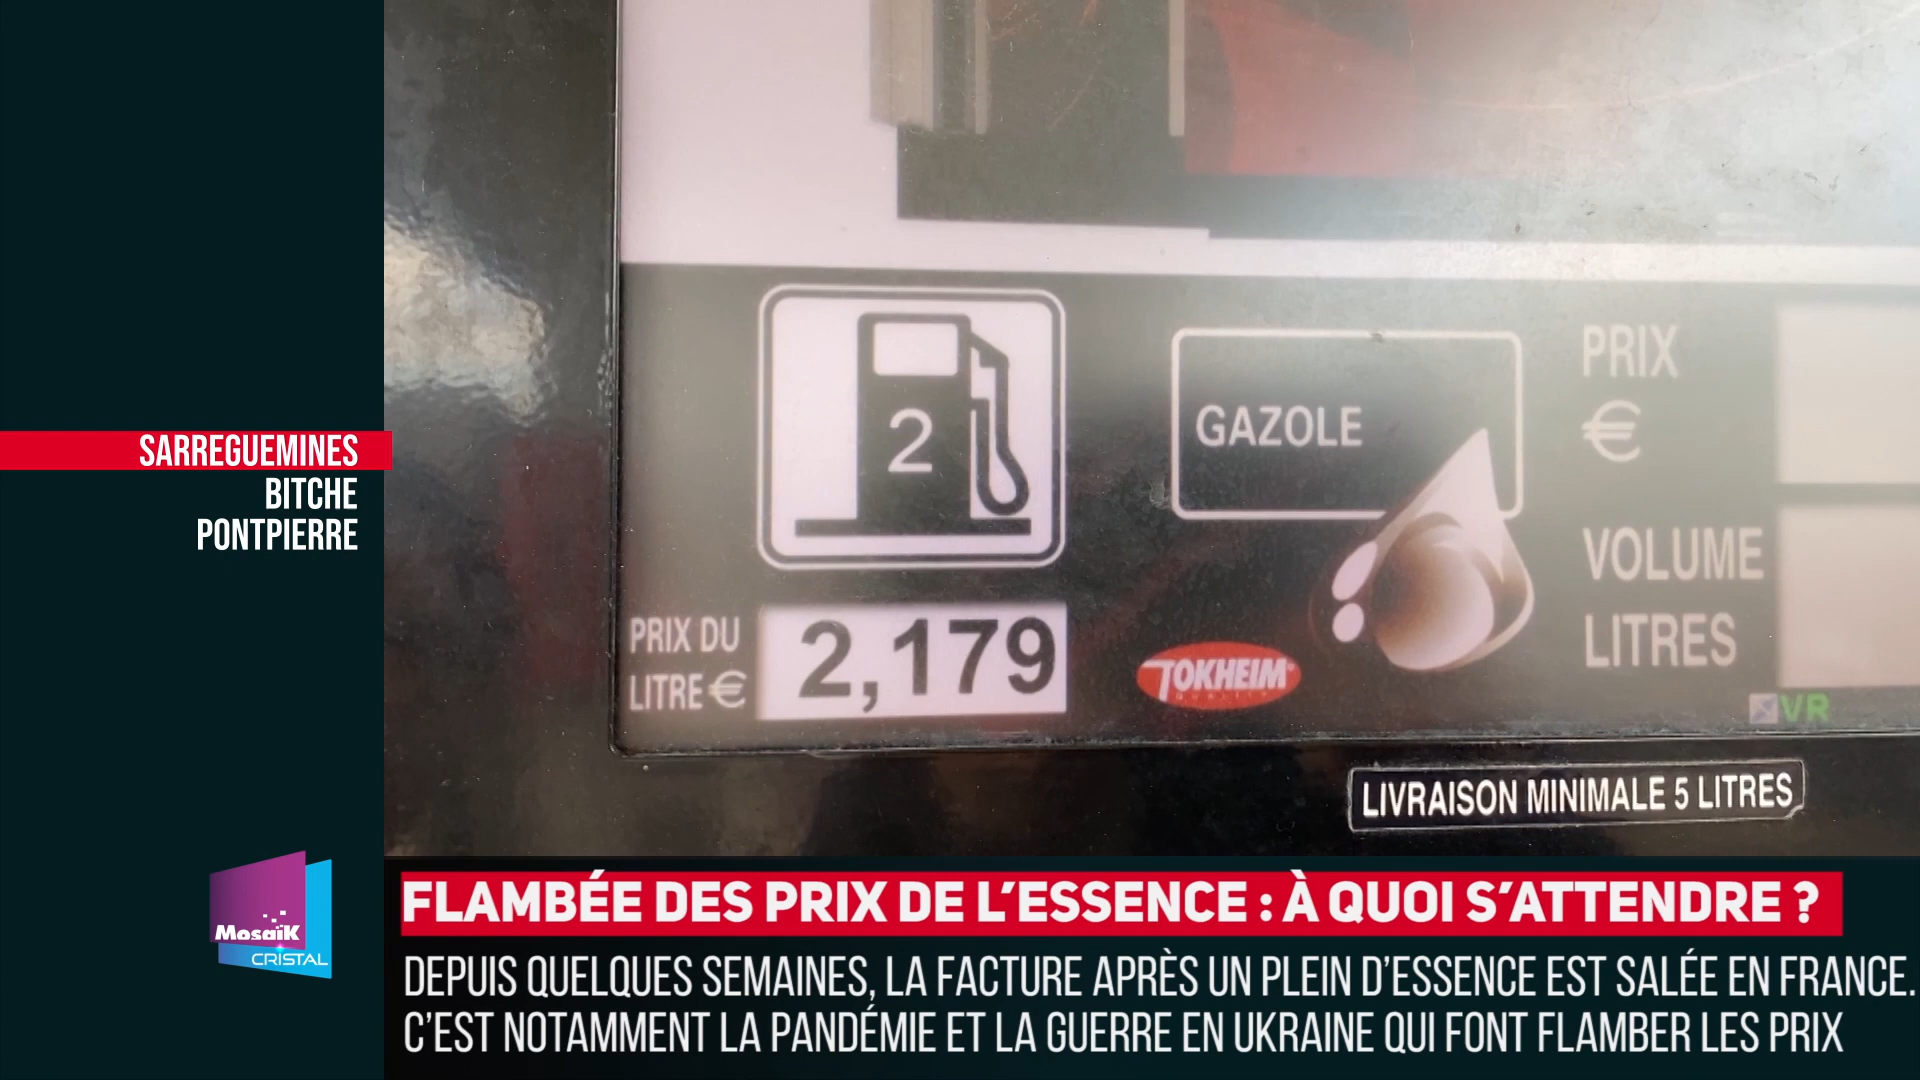 SARREGUEMINES
BITCHE
PONTPIERRE
2
GAZOLE
PRIX
€
VOLUME
LITRES
PRIX DU
LITRE €
2,179
TOKHEIM
QUALITY
VR
LIVRAISON MINIMALE 5 LITRES
MosaïK
CRISTAL
FLAMBÉE DES PRIX DE L'ESSENCE : À QUOI S'ATTENDRE ?
DEPUIS QUELQUES SEMAINES, LA FACTURE APRÈS UN PLEIN D'ESSENCE EST SALÉE EN FRANCE.
C'EST NOTAMMENT LA PANDÉMIE ET LA GUERRE EN UKRAINE QUI FONT FLAMBER LES PRIX